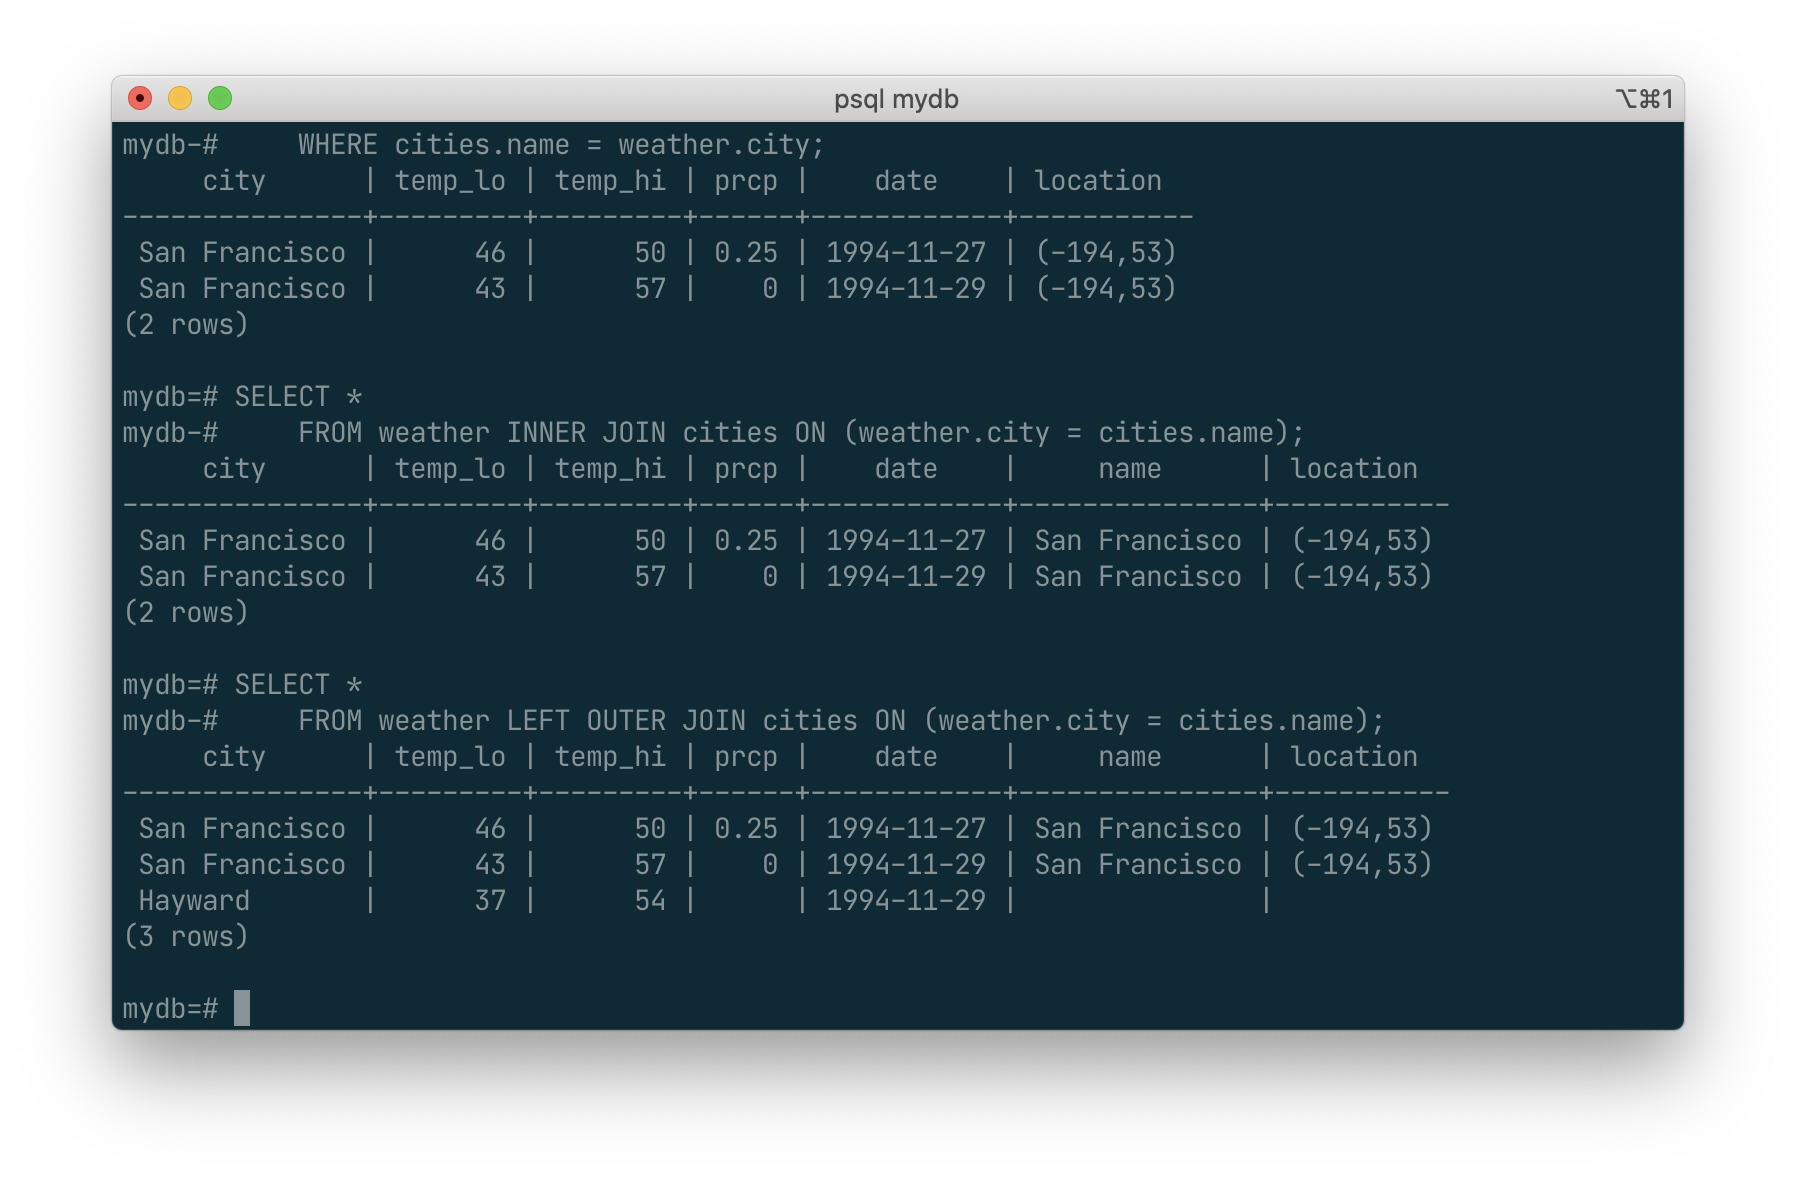 psql mydb ⌥⌘1
mydb-#     WHERE cities.name = weather.city;
     city      | temp_lo | temp_hi | prcp |    date    | location
---------------+---------+---------+------+------------+-----------
 San Francisco |      46 |      50 | 0.25 | 1994-11-27 | (-194,53)
 San Francisco |      43 |      57 |    0 | 1994-11-29 | (-194,53)
(2 rows)

mydb=# SELECT *
mydb-#     FROM weather INNER JOIN cities ON (weather.city = cities.name);
     city      | temp_lo | temp_hi | prcp |    date    |     name      | location
---------------+---------+---------+------+------------+---------------+-----------
 San Francisco |      46 |      50 | 0.25 | 1994-11-27 | San Francisco | (-194,53)
 San Francisco |      43 |      57 |    0 | 1994-11-29 | San Francisco | (-194,53)
(2 rows)

mydb=# SELECT *
mydb-#     FROM weather LEFT OUTER JOIN cities ON (weather.city = cities.name);
     city      | temp_lo | temp_hi | prcp |    date    |     name      | location
---------------+---------+---------+------+------------+---------------+-----------
 San Francisco |      46 |      50 | 0.25 | 1994-11-27 | San Francisco | (-194,53)
 San Francisco |      43 |      57 |    0 | 1994-11-29 | San Francisco | (-194,53)
 Hayward       |      37 |      54 |      | 1994-11-29 |               |
(3 rows)

mydb=#